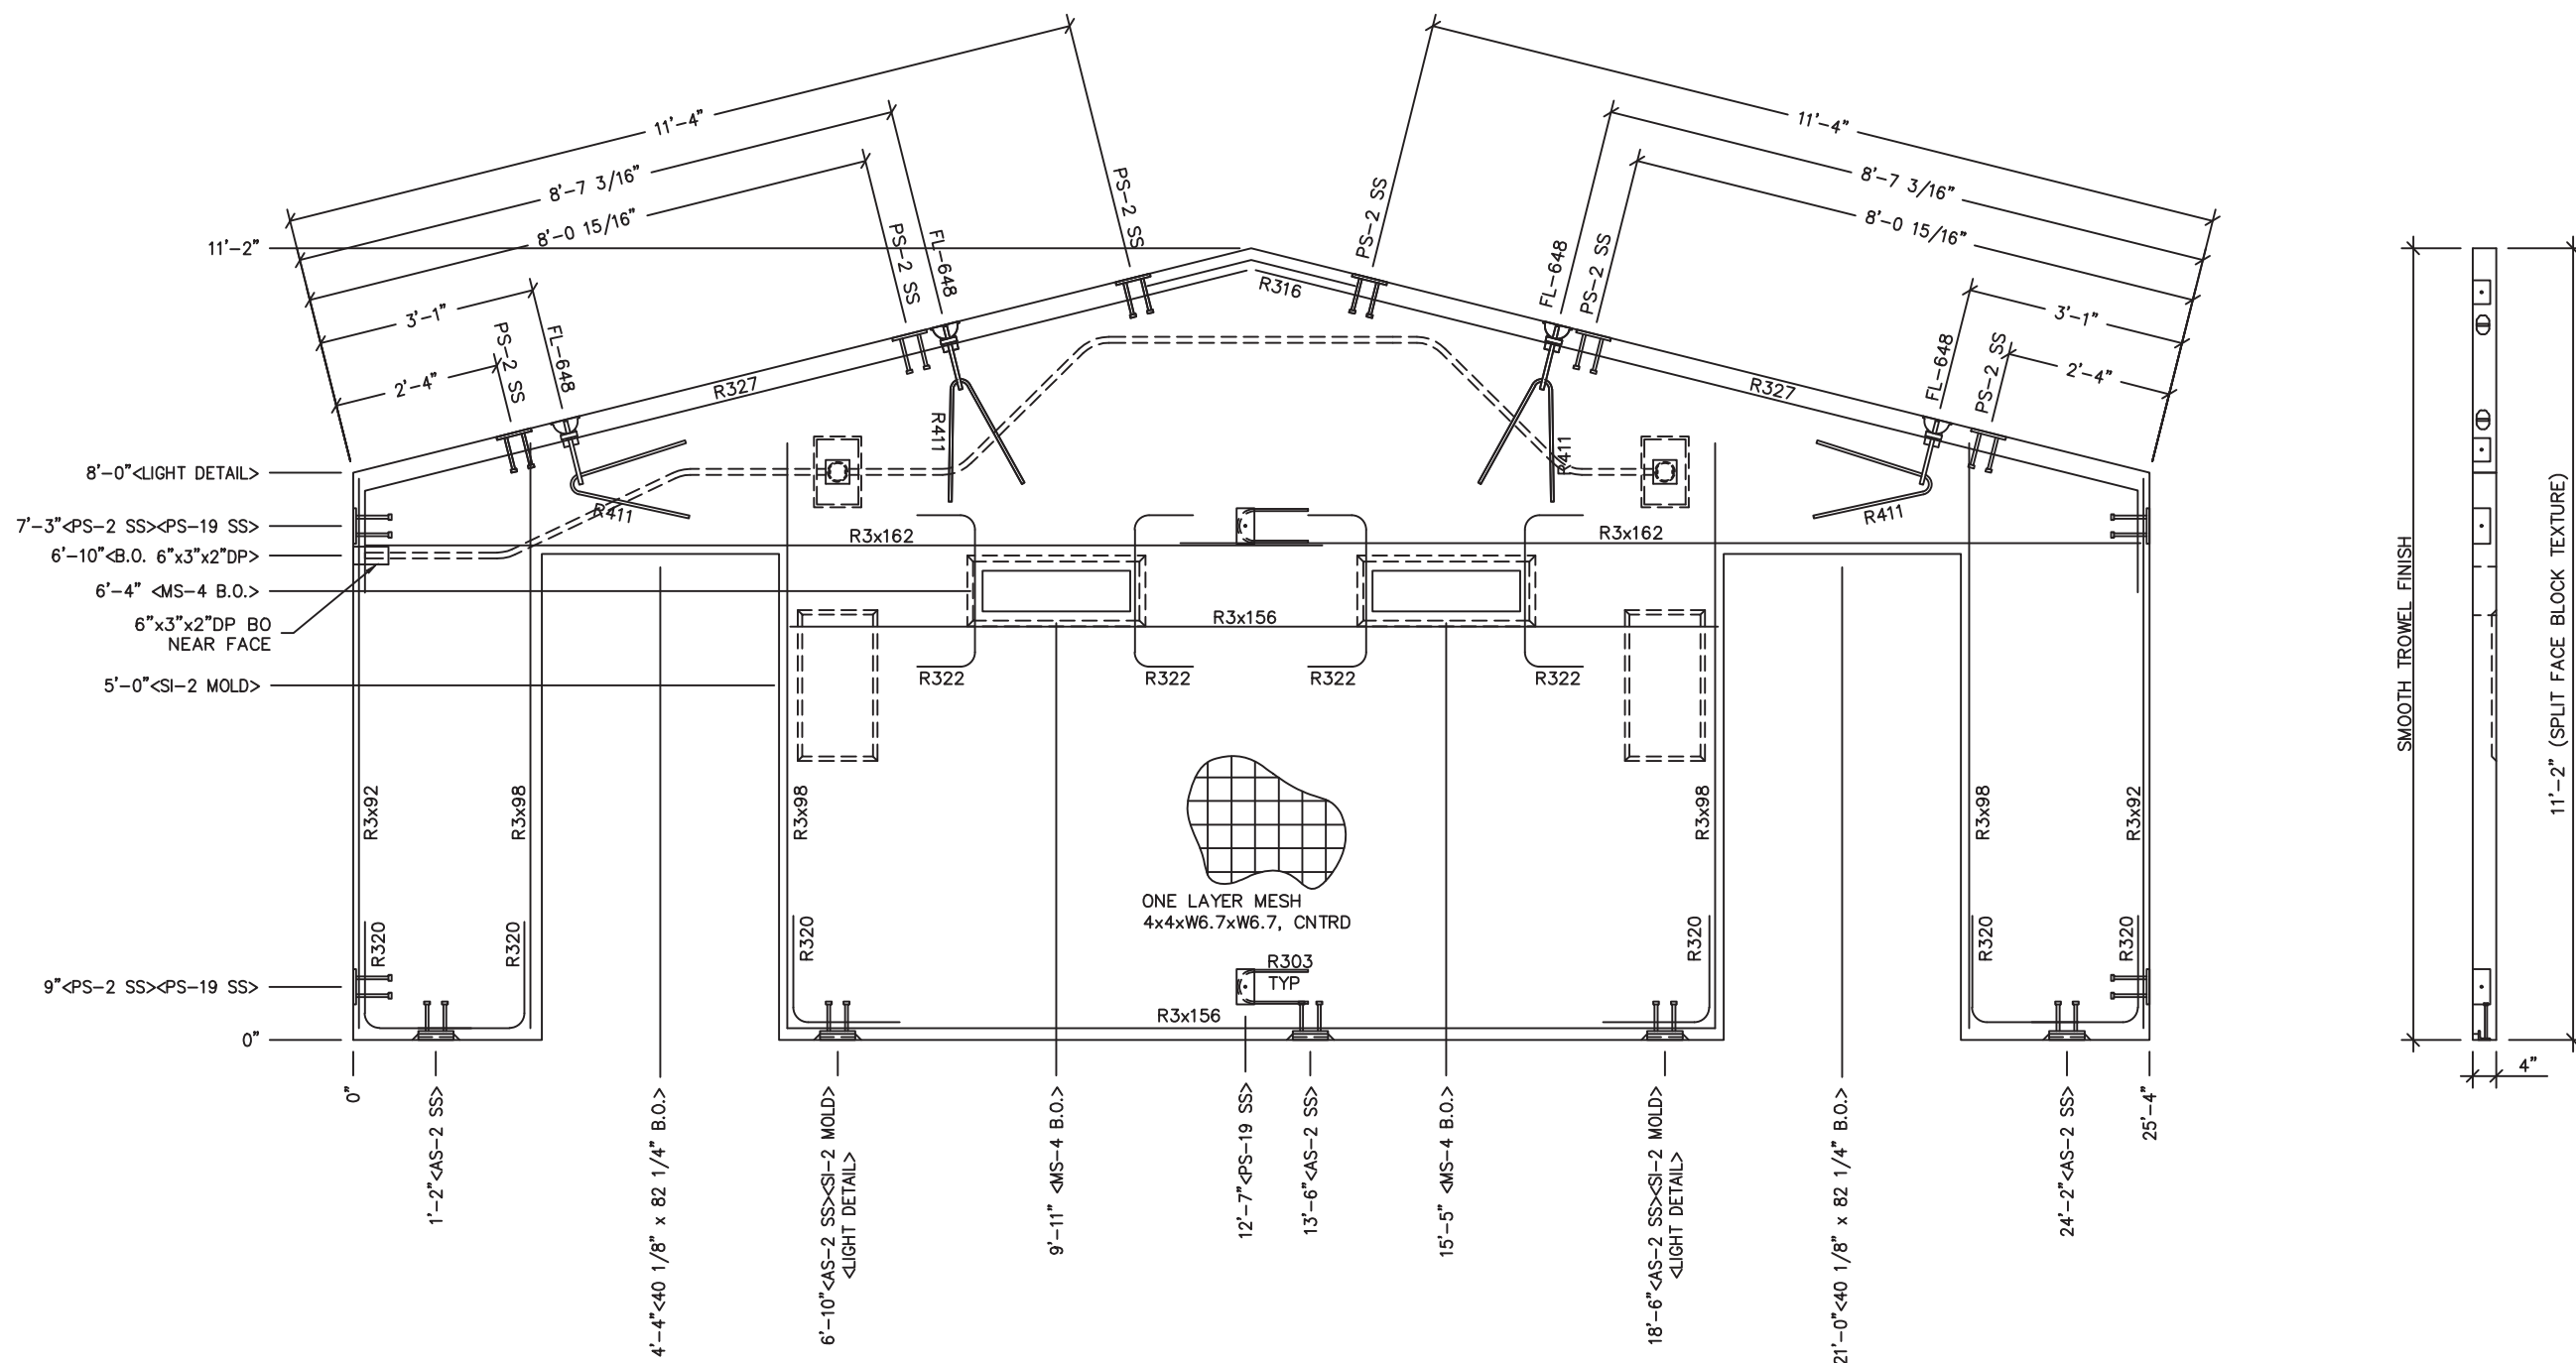 11'-4"
8'-7 3/16"
8'-0 15/16"
3'-1"
2'-4"
PS-2 SS
FL-648
PS-2 SS
FL-648
PS-2 SS
11'-4"
8'-7 3/16"
8'-0 15/16"
3'-1"
2'-4"
PS-2 SS
FL-648
PS-2 SS
FL-648
PS-2 SS
11'-2"
8'-0"<LIGHT DETAIL>
7'-3"<PS-2 SS><PS-19 SS>
6'-10"<B.O. 6"x3"x2"DP>
6'-4" <MS-4 B.O.>
6"x3"x2"DP BO
NEAR FACE
5'-0"<SI-2 MOLD>
9"<PS-2 SS><PS-19 SS>
0"
R316
R327
R327
R411
R411
R411
R411
R3x162
R3x162
R3x156
R322
R322
R322
R322
R3x92
R3x98
R3x98
R3x98
R3x98
R3x92
ONE LAYER MESH
4x4xW6.7xW6.7, CNTRD
R320
R320
R320
R320
R320
R320
R303
TYP
R3x156
0"
1'-2"<AS-2 SS>
4'-4"<40 1/8" x 82 1/4" B.O.>
6'-10"<AS-2 SS><SI-2 MOLD>
<LIGHT DETAIL>
9'-11" <MS-4 B.O.>
12'-7"<PS-19 SS>
13'-6"<AS-2 SS>
15'-5" <MS-4 B.O.>
18'-6"<AS-2 SS><SI-2 MOLD>
<LIGHT DETAIL>
21'-0"<40 1/8" x 82 1/4" B.O.>
24'-2"<AS-2 SS>
25'-4"
SMOOTH TROWEL FINISH
11'-2" (SPLIT FACE BLOCK TEXTURE)
4"